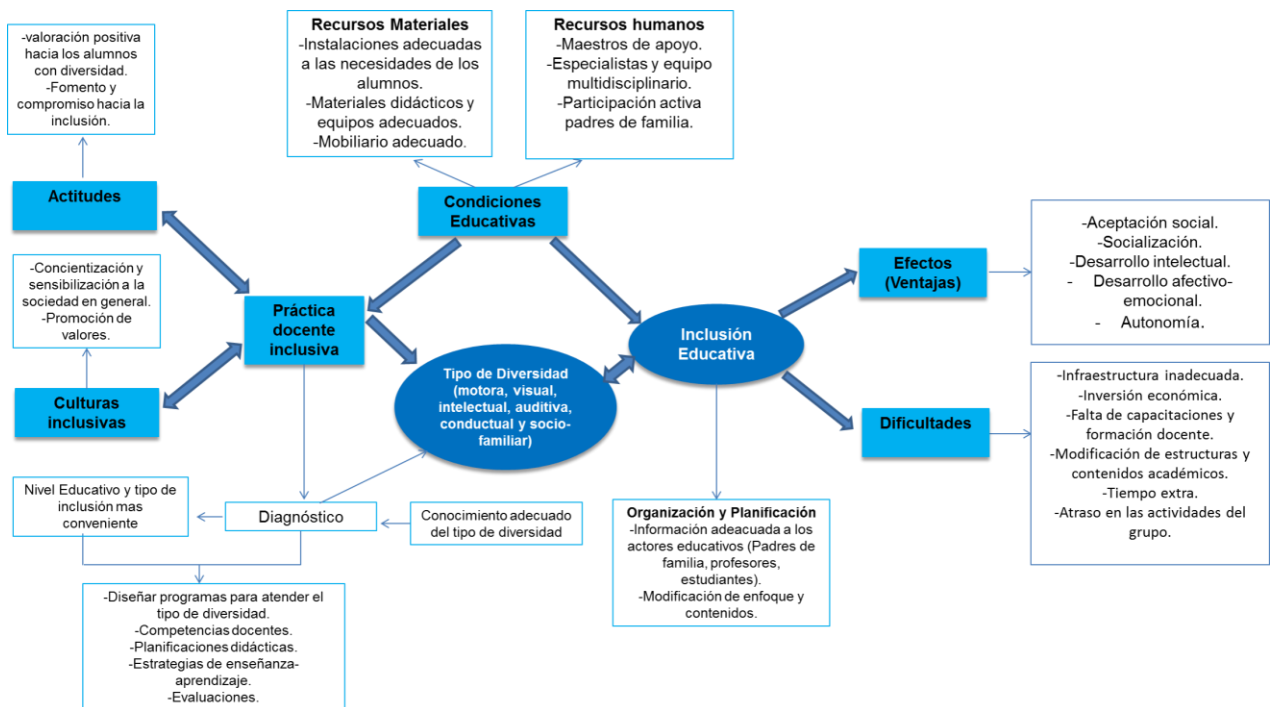 -valoración positiva
hacia los alumnos
con diversidad.
-Fomento y
compromiso hacia la
inclusión.
Recursos Materiales
-Instalaciones adecuadas
a las necesidades de los
alumnos.
-Materiales didácticos y
equipos adecuados.
-Mobiliario adecuado.
Recursos humanos
-Maestros de apoyo.
-Especialistas y equipo
multidisciplinario.
-Participación activa
padres de familia.
Actitudes
Condiciones
Educativas
-Concientización y
sensibilización a la
sociedad en general.
-Promoción de
valores.
Práctica
docente
inclusiva
Culturas
inclusivas
Tipo de Diversidad
(motora, visual,
intelectual, auditiva,
conductual y socio-
familiar)
Inclusión
Educativa
Efectos
(Ventajas)
-Aceptación social.
-Socialización.
-Desarrollo intelectual.
- Desarrollo afectivo-
emocional.
- Autonomía.
Dificultades
-Infraestructura inadecuada.
-Inversión económica.
-Falta de capacitaciones y
formación docente.
-Modificación de estructuras y
contenidos académicos.
-Tiempo extra.
-Atraso en las actividades del
grupo.
Nivel Educativo y tipo de
inclusión mas
conveniente
Diagnóstico
Conocimiento adecuado
del tipo de diversidad
Organización y Planificación
-Información adeacuada a los
actores educativos (Padres de
familia, profesores,
estudiantes).
-Modificación de enfoque y
contenidos.
-Diseñar programas para atender el
tipo de diversidad.
-Competencias docentes.
-Planificaciones didácticas.
-Estrategias de enseñanza-
aprendizaje.
-Evaluaciones.